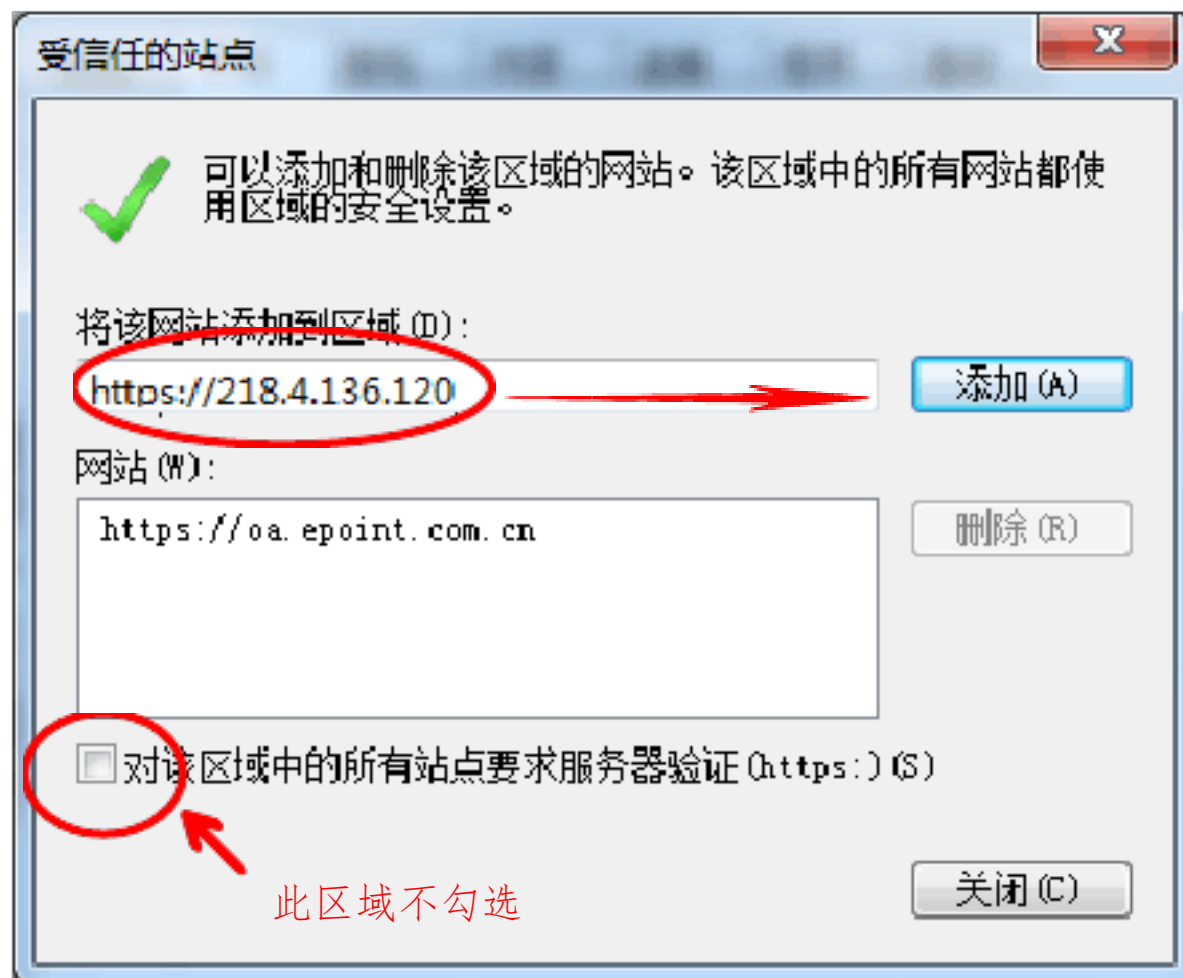 受信任的站点
可以添加和删除该区域的网站。该区域中的所有网站都使
用区域的安全设置。
将该网站添加到区域(D):
https://218.4.136.120
添加(A)
网站(W):
https://oa.epoint.com.cn
删除(R)
对该区域中的所有站点要求服务器验证(https:)(S)
此区域不勾选
关闭(C)